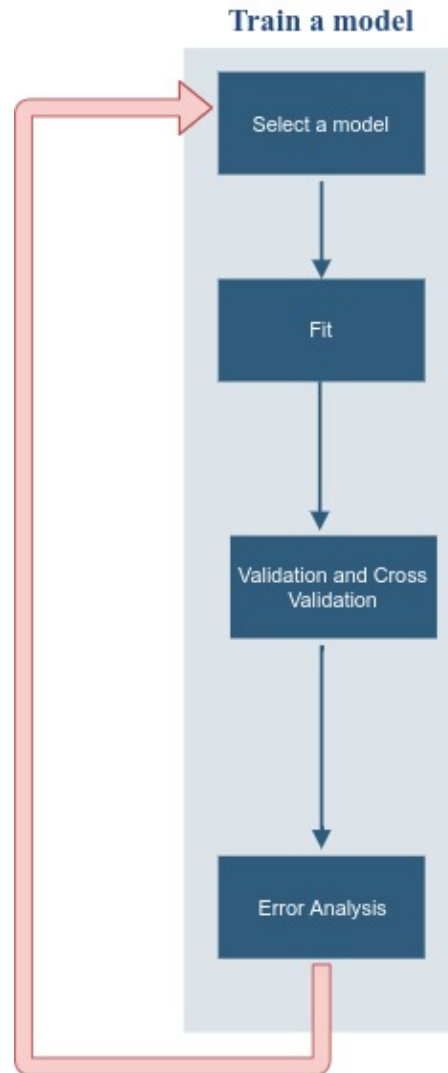 Train a model
Select a model
Fit
Validation and Cross
Validation
Error Analysis